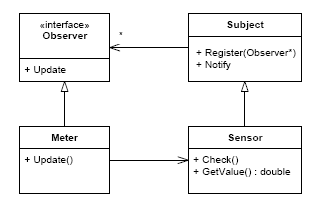 «interface»
Observer
+ Update
*
Subject
+ Register(Observer*)
+ Notify
Meter
+ Update()
Sensor
+ Check()
+ GetValue() : double